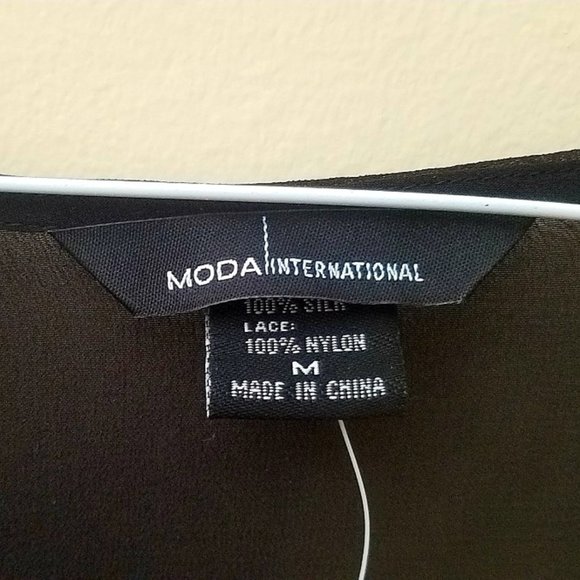 MODA INTERNATIONAL
100% SILK
LACE:
100% NYLON
M
MADE IN CHINA